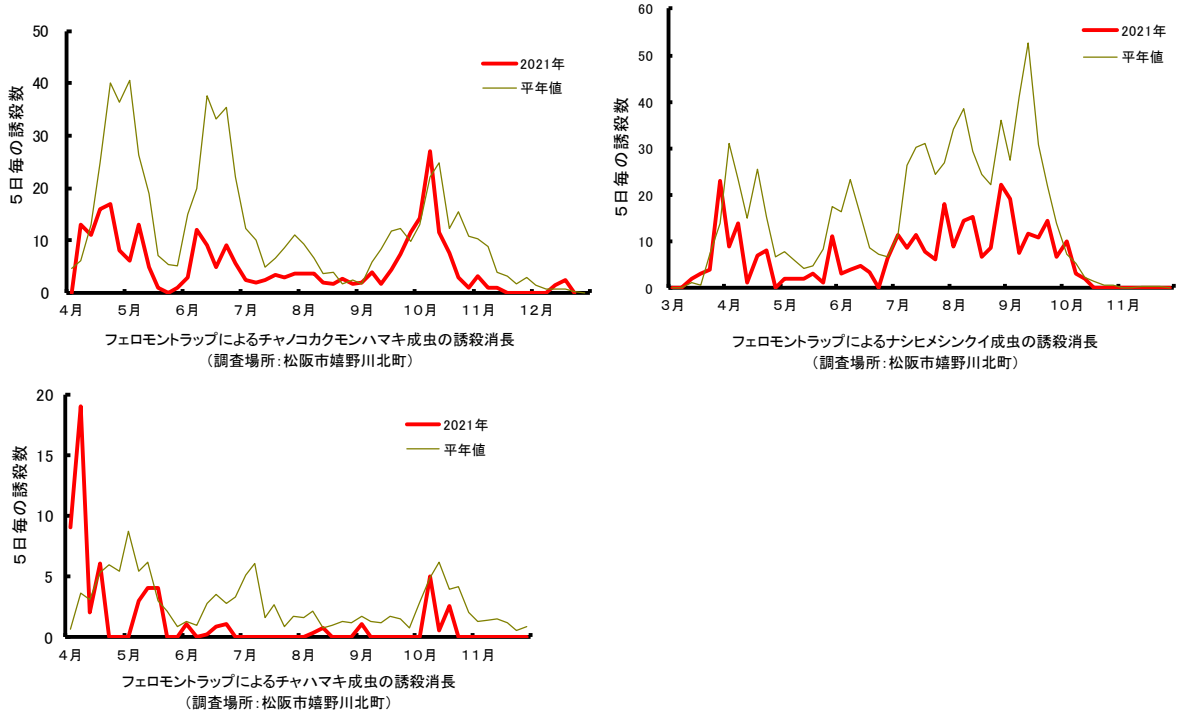 50
40
30
20
10
0
5日毎の誘殺数
2021年
平年値
4月 5月 6月 7月 8月 9月 10月 11月 12月
フェロモントラップによるチャノコカクモンハマキ成虫の誘殺消長
(調査場所:松阪市嬉野川北町)
60
50
40
30
20
10
0
5日毎の誘殺数
2021年
平年値
3月 4月 5月 6月 7月 8月 9月 10月 11月
フェロモントラップによるナシヒメシンクイ成虫の誘殺消長
(調査場所:松阪市嬉野川北町)
20
15
10
5
0
5日毎の誘殺数
2021年
平年値
4月 5月 6月 7月 8月 9月 10月 11月
フェロモントラップによるチャハマキ成虫の誘殺消長
(調査場所:松阪市嬉野川北町)